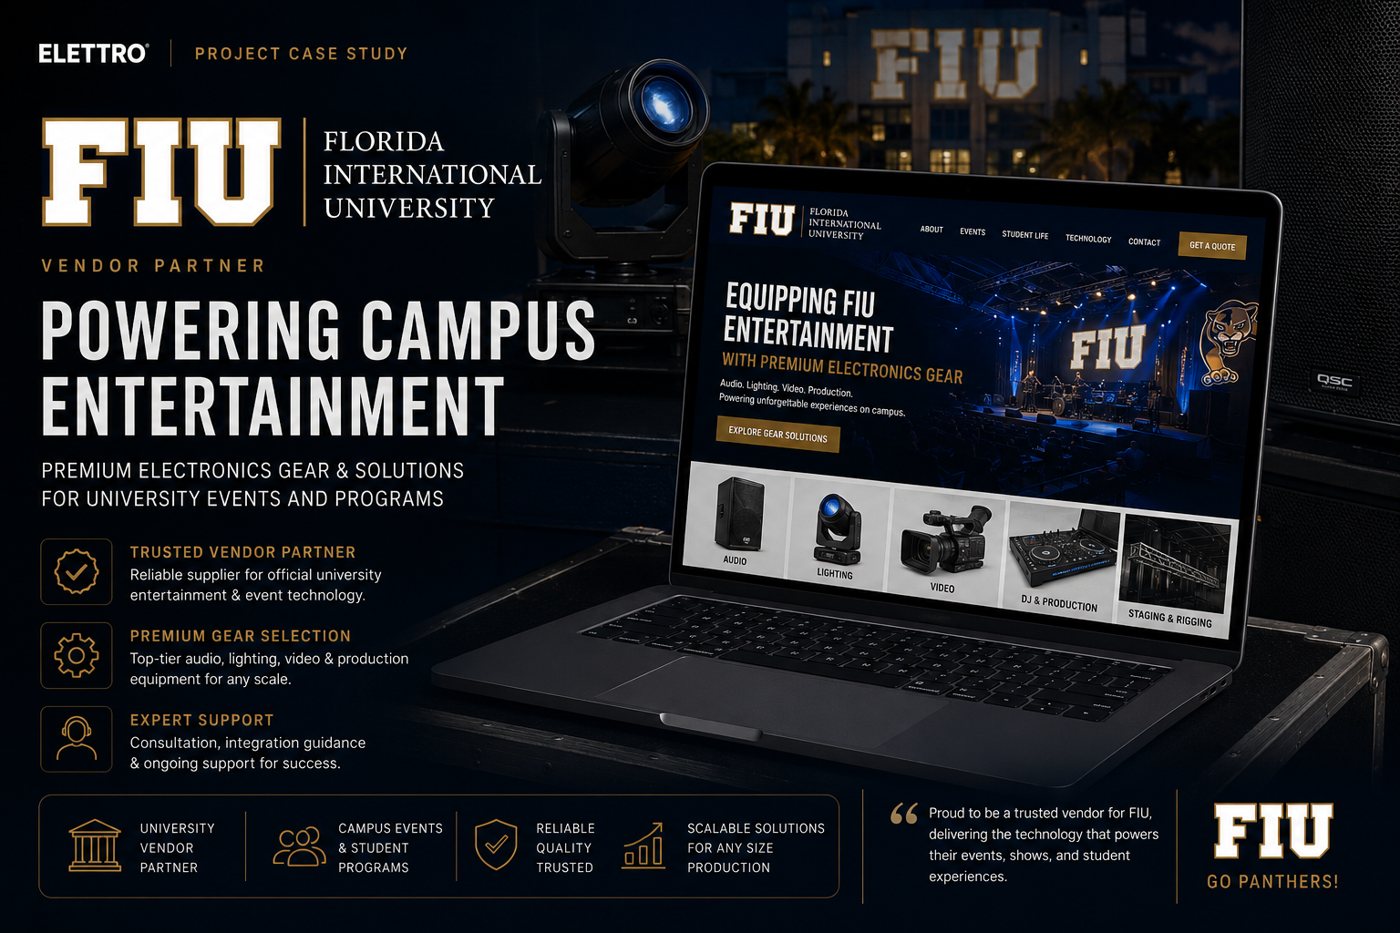 ELETTRO®
PROJECT CASE STUDY
FIU
FLORIDA
INTERNATIONAL
UNIVERSITY
VENDOR PARTNER
POWERING CAMPUS
ENTERTAINMENT
PREMIUM ELECTRONICS GEAR & SOLUTIONS
FOR UNIVERSITY EVENTS AND PROGRAMS
TRUSTED VENDOR PARTNER
Reliable supplier for official university
entertainment & event technology.
PREMIUM GEAR SELECTION
Top-tier audio, lighting, video & production
equipment for any scale.
EXPERT SUPPORT
Consultation, integration guidance
& ongoing support for success.
FIU
FIU
FLORIDA
INTERNATIONAL
UNIVERSITY
ABOUT
EVENTS
STUDENT LIFE
TECHNOLOGY
CONTACT
GET A QUOTE
EQUIPPING FIU
ENTERTAINMENT
WITH PREMIUM ELECTRONICS GEAR
Audio. Lighting. Video. Production.
Powering unforgettable experiences on campus.
EXPLORE GEAR SOLUTIONS
FIU
AUDIO
LIGHTING
VIDEO
DJ & PRODUCTION
STAGING & RIGGING
QSC
UNIVERSITY
VENDOR
PARTNER
CAMPUS EVENTS
& STUDENT
PROGRAMS
RELIABLE
QUALITY
TRUSTED
SCALABLE SOLUTIONS
FOR ANY SIZE
PRODUCTION
“ Proud to be a trusted vendor for FIU,
delivering the technology that powers
their events, shows, and student
experiences.
FIU
GO PANTHERS!